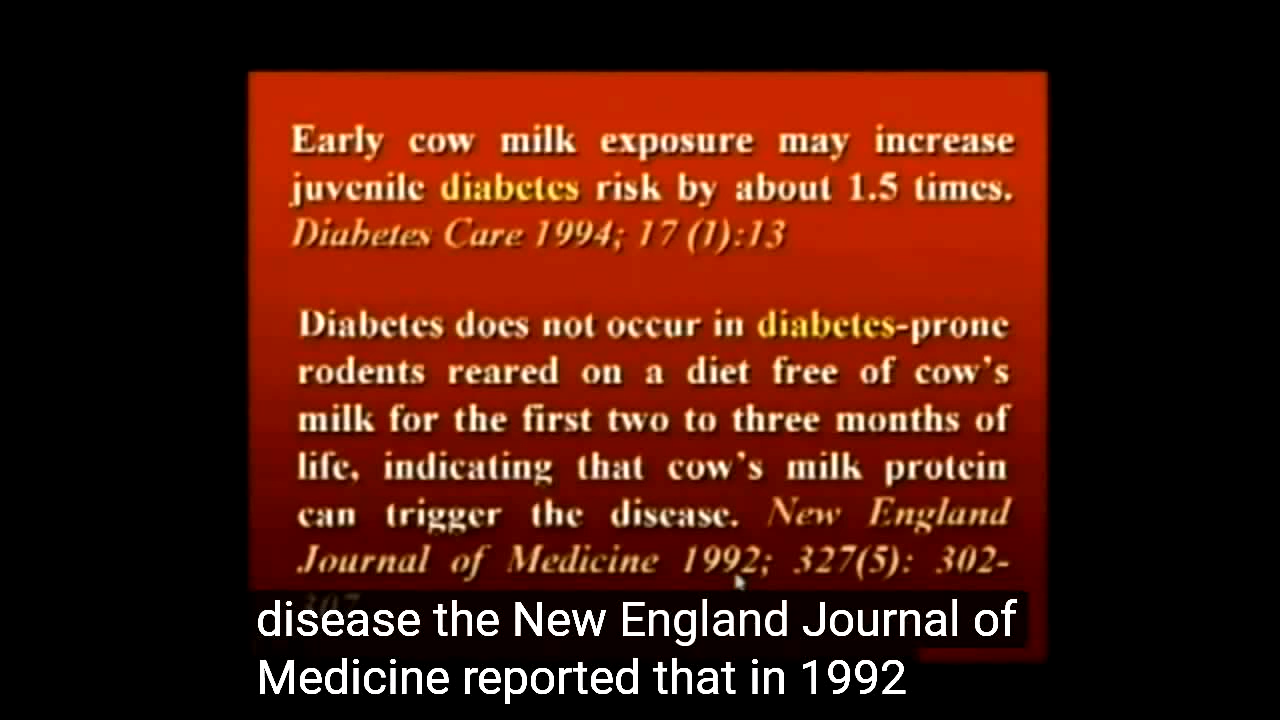 Early cow milk exposure may increase
juvenile diabetes risk by about 1.5 times.
Diabetes Care 1994; 17 (1):13
Diabetes does not occur in diabetes-prone
rodents reared on a diet free of cow's
milk for the first two to three months of
life, indicating that cow's milk protein
can trigger the disease. New England
Journal of Medicine 1992; 327(5): 302-
disease the New England Journal of
Medicine reported that in 1992